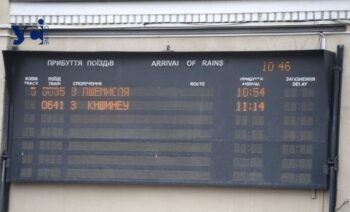 ПРИБУТТЯ ПОЇЗДІВ ARRIVAL OF RAINS 10 46
КОЛІЯ ПОЇЗД СПОЛУЧЕННЯ ПРИБУТТЯ ЗАПІЗНЕННЯ
TRACK TRAIN ROUTE ARRIVAL DELAY
5 0035 З ПШЕМИСЛЯ 10:54
0641 З КИШИНЕУ 11:14